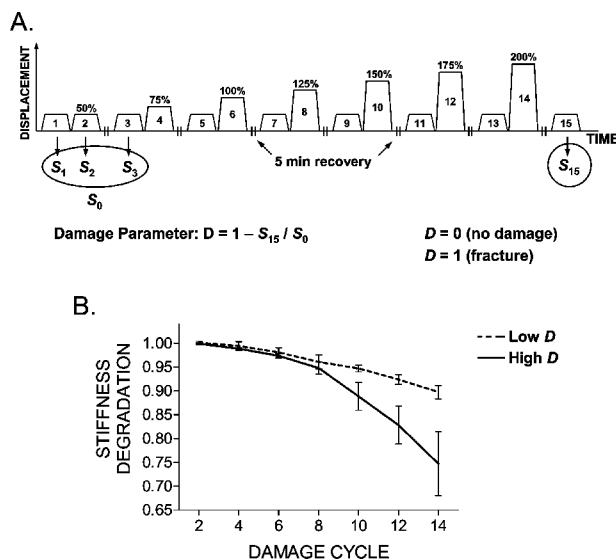 A.
DISPLACEMENT
1 2 3 4 5 6 7 8 9 10 11 12 13 14 15
50% 75% 100% 125% 150% 175% 200%
TIME
5 min recovery
S1 S2 S3
S0
S15
Damage Parameter: D = 1 – S15 / S0
D = 0 (no damage)
D = 1 (fracture)
B.
STIFFNESS
DEGRADATION
1.00
0.95
0.90
0.85
0.80
0.75
0.70
0.65
2 4 6 8 10 12 14
DAMAGE CYCLE
Low D
High D